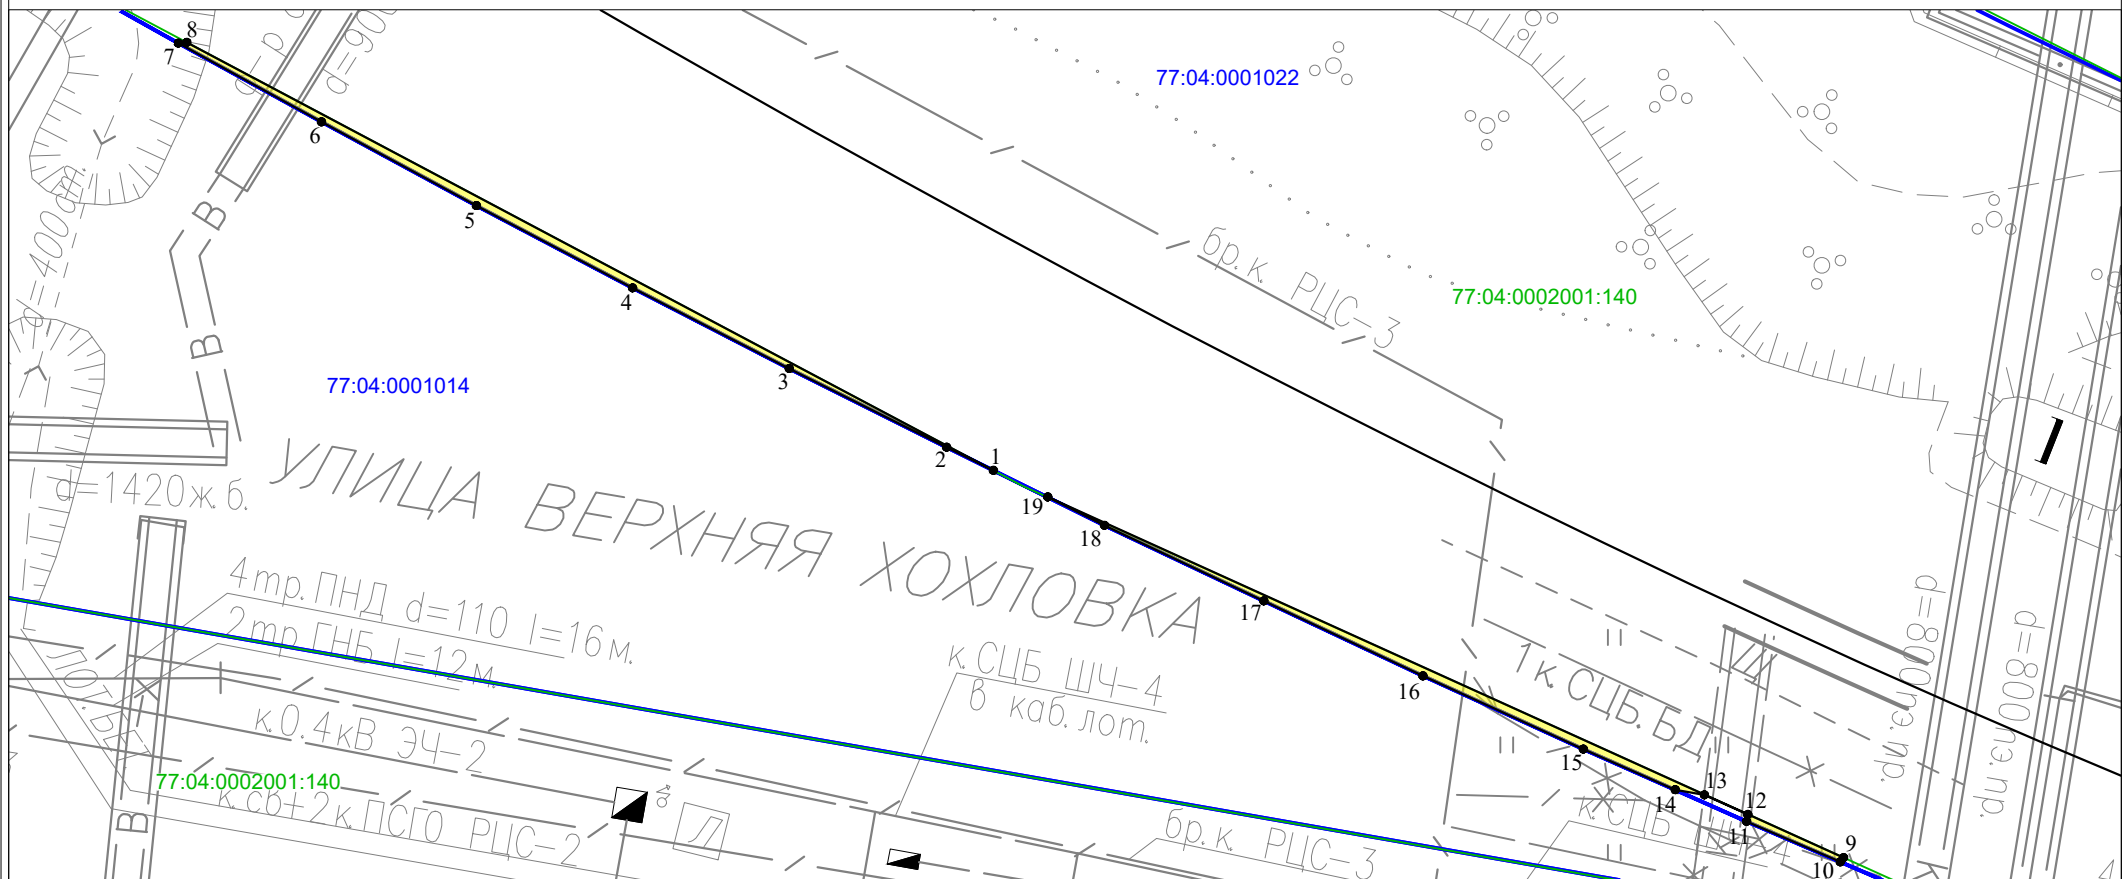 8
7
d=900
77:04:0001022
6
В
5
бр.к. РЦС-3
77:04:0002001:140
d=400
4
В
3
77:04:0001014
2
1
d=1420ж.б.
19
УЛИЦА ВЕРХНЯЯ ХОХЛОВКА
18
4тр.ПНД d=110 l=16м.
2тр.ГНБ l=12м.
17
к.СЦБ ШЧ-4
в каб.лот.
16
1к.СЦБ.БД
к.0.4кВ ЭЧ-2
15
77:04:0002001:140
14
13
12
к.сб+2к.ПСГО РЦС-2
бр.к. РЦС-3
к.СЦБ
11
В
9
10